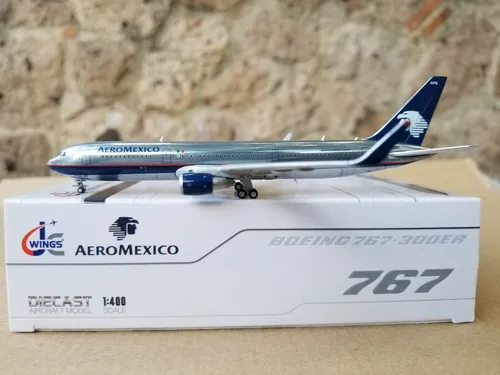 AEROMEXICO
JC
WINGS
AEROMEXICO
BOEING 767-300ER
767
DIECAST
AIRCRAFT MODEL
1:400
SCALE